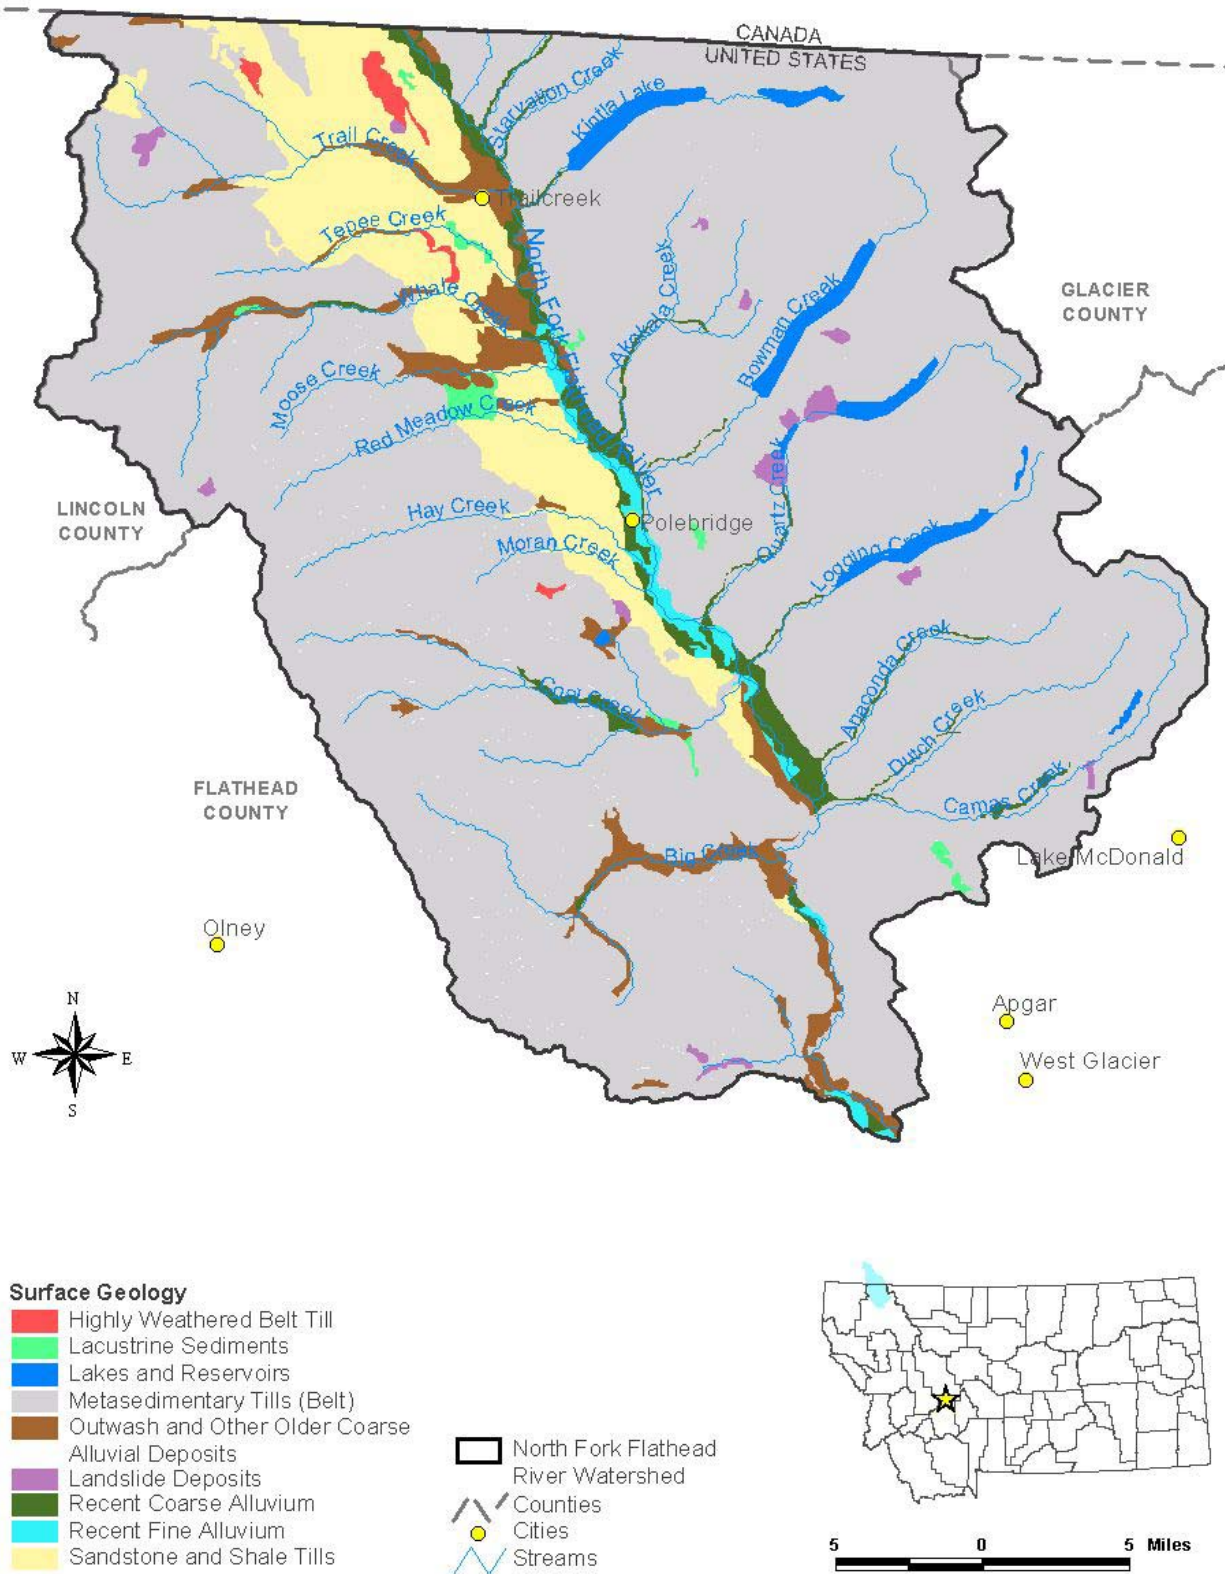 CANADA
UNITED STATES
Starvation Creek
Kintla Lake
Trail Creek
Trailcreek
Tepee Creek
North Fork Flathead River
Whale Creek
Akokala Creek
Bowman Creek
GLACIER
COUNTY
Moose Creek
Red Meadow Creek
Quartz Creek
LINCOLN
COUNTY
Hay Creek
Polebridge
Moran Creek
Logging Creek
Anaconda Creek
Coal Creek
Dutch Creek
FLATHEAD
COUNTY
Camas Creek
Big Creek
Lake McDonald
Olney
N
W
E
S
Apgar
West Glacier
Surface Geology
Highly Weathered Belt Till
Lacustrine Sediments
Lakes and Reservoirs
Metasedimentary Tills (Belt)
Outwash and Other Older Coarse
Alluvial Deposits
Landslide Deposits
Recent Coarse Alluvium
Recent Fine Alluvium
Sandstone and Shale Tills
North Fork Flathead
River Watershed
Counties
Cities
Streams
5 0 5 Miles